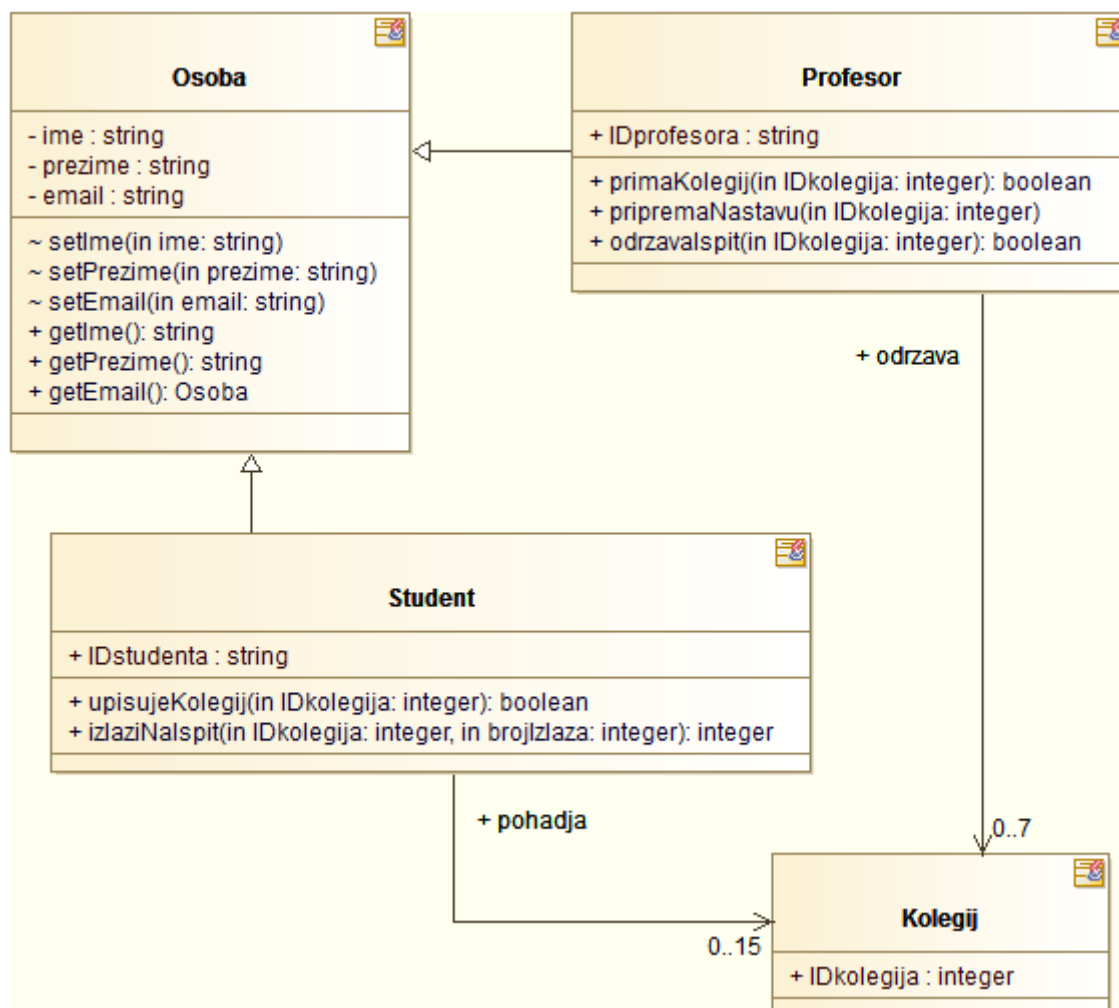 Osoba
- ime : string
- prezime : string
- email : string
~ setIme(in ime: string)
~ setPrezime(in prezime: string)
~ setEmail(in email: string)
+ getIme(): string
+ getPrezime(): string
+ getEmail(): Osoba
Profesor
+ IDprofesora : string
+ primaKolegij(in IDkolegija: integer): boolean
+ pripremaNastavu(in IDkolegija: integer)
+ odrzavaIspit(in IDkolegija: integer): boolean
+ odrzava
Student
+ IDstudenta : string
+ upisujeKolegij(in IDkolegija: integer): boolean
+ izlaziNaIspit(in IDkolegija: integer, in brojIzlaza: integer): integer
+ pohadja
0..7
0..15
Kolegij
+ IDkolegija : integer